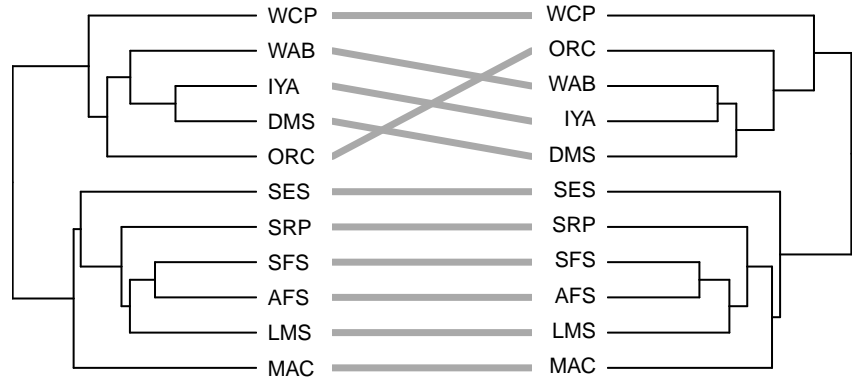 WCP WCP
WAB ORC
IYA WAB
DMS IYA
ORC DMS
SES SES
SRP SRP
SFS SFS
AFS AFS
LMS LMS
MAC MAC